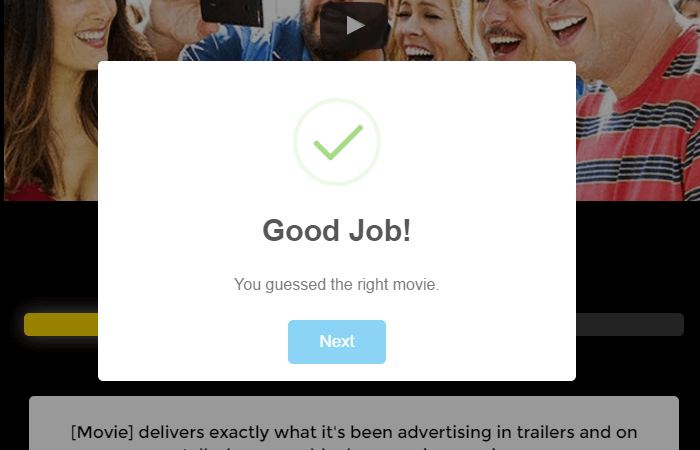 Good Job!
You guessed the right movie.
Next
[Movie] delivers exactly what it's been advertising in trailers and on